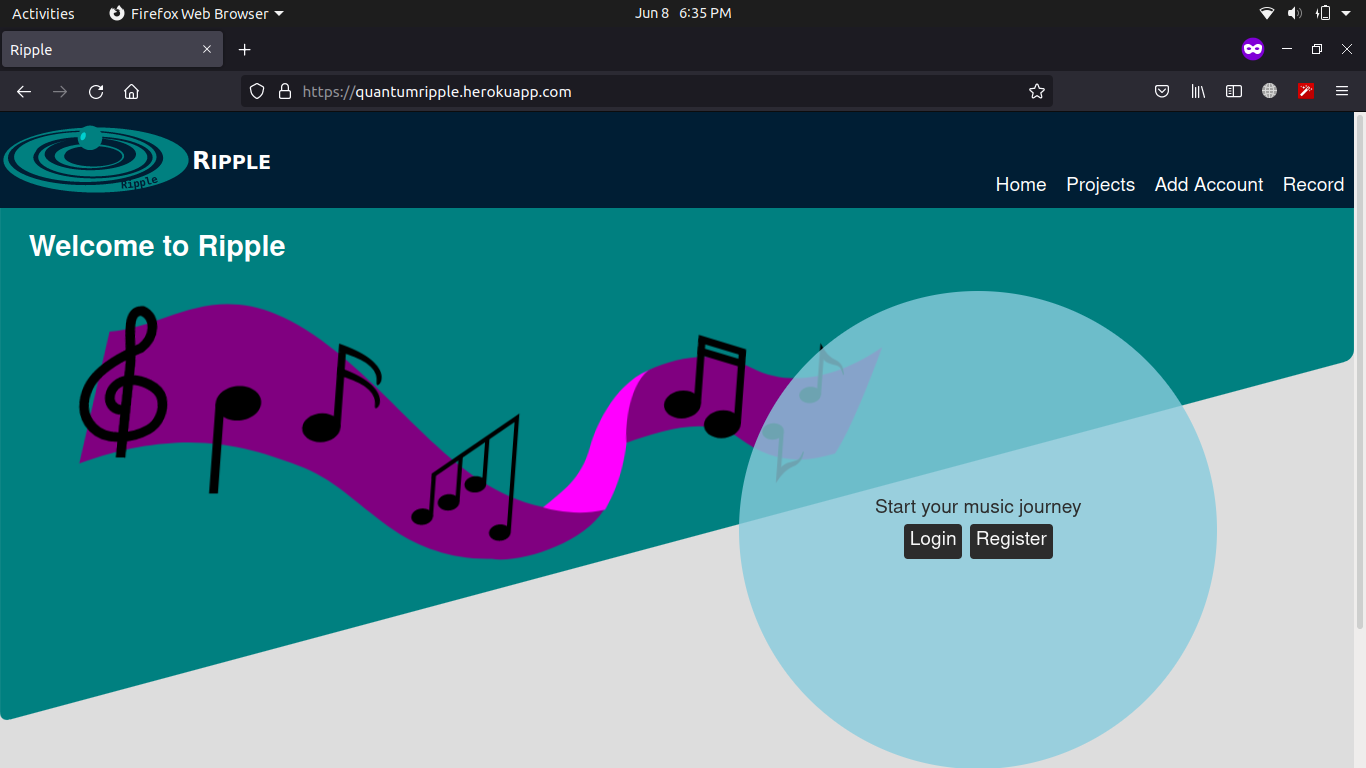 Activities Firefox Web Browser Jun 8 6:35 PM
Ripple
https://quantumripple.herokuapp.com
Ripple
RIPPLE
Home Projects Add Account Record
Welcome to Ripple
Start your music journey
Login Register